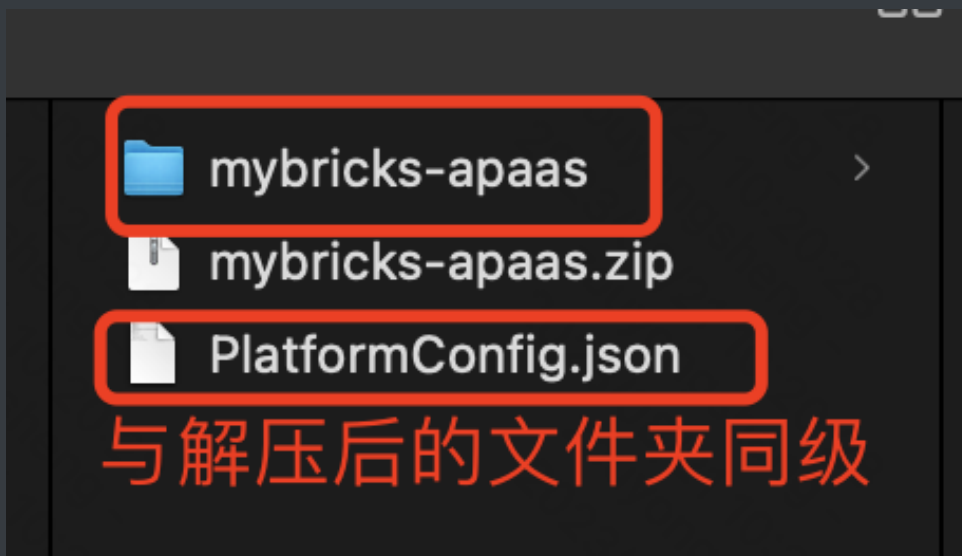 mybricks-apaas
mybricks-apaas.zip
PlatformConfig.json
与解压后的文件夹同级